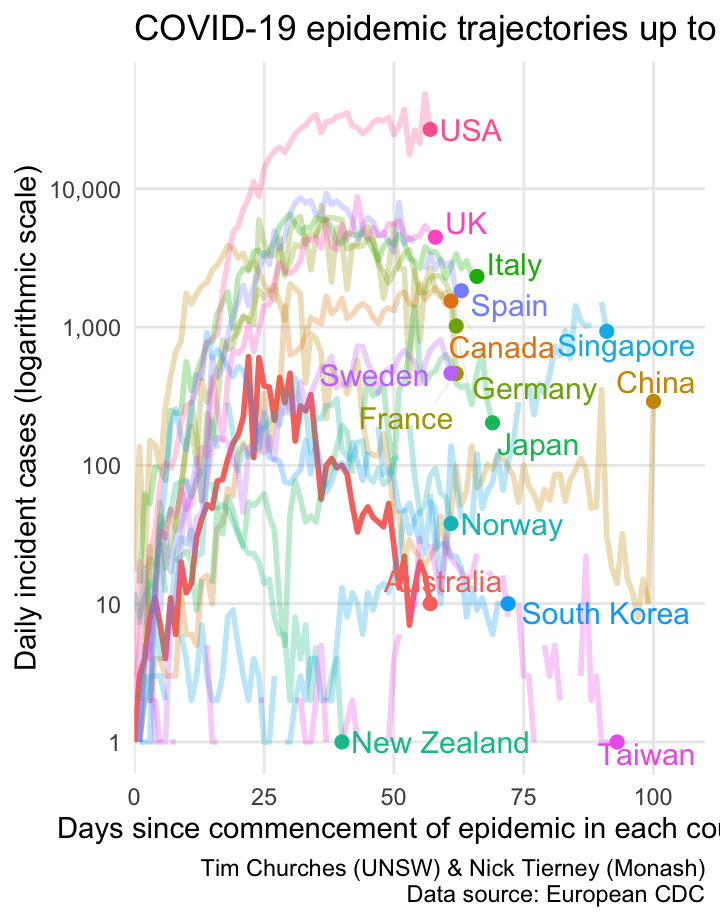 COVID-19 epidemic trajectories up to
Daily incident cases (logarithmic scale)
10,000
1,000
100
10
1
USA
UK
Italy
Spain
Canada
Singapore
Sweden
Germany
China
France
Japan
Norway
Australia
South Korea
New Zealand
Taiwan
0 25 50 75 100
Days since commencement of epidemic in each cou
Tim Churches (UNSW) & Nick Tierney (Monash)
Data source: European CDC